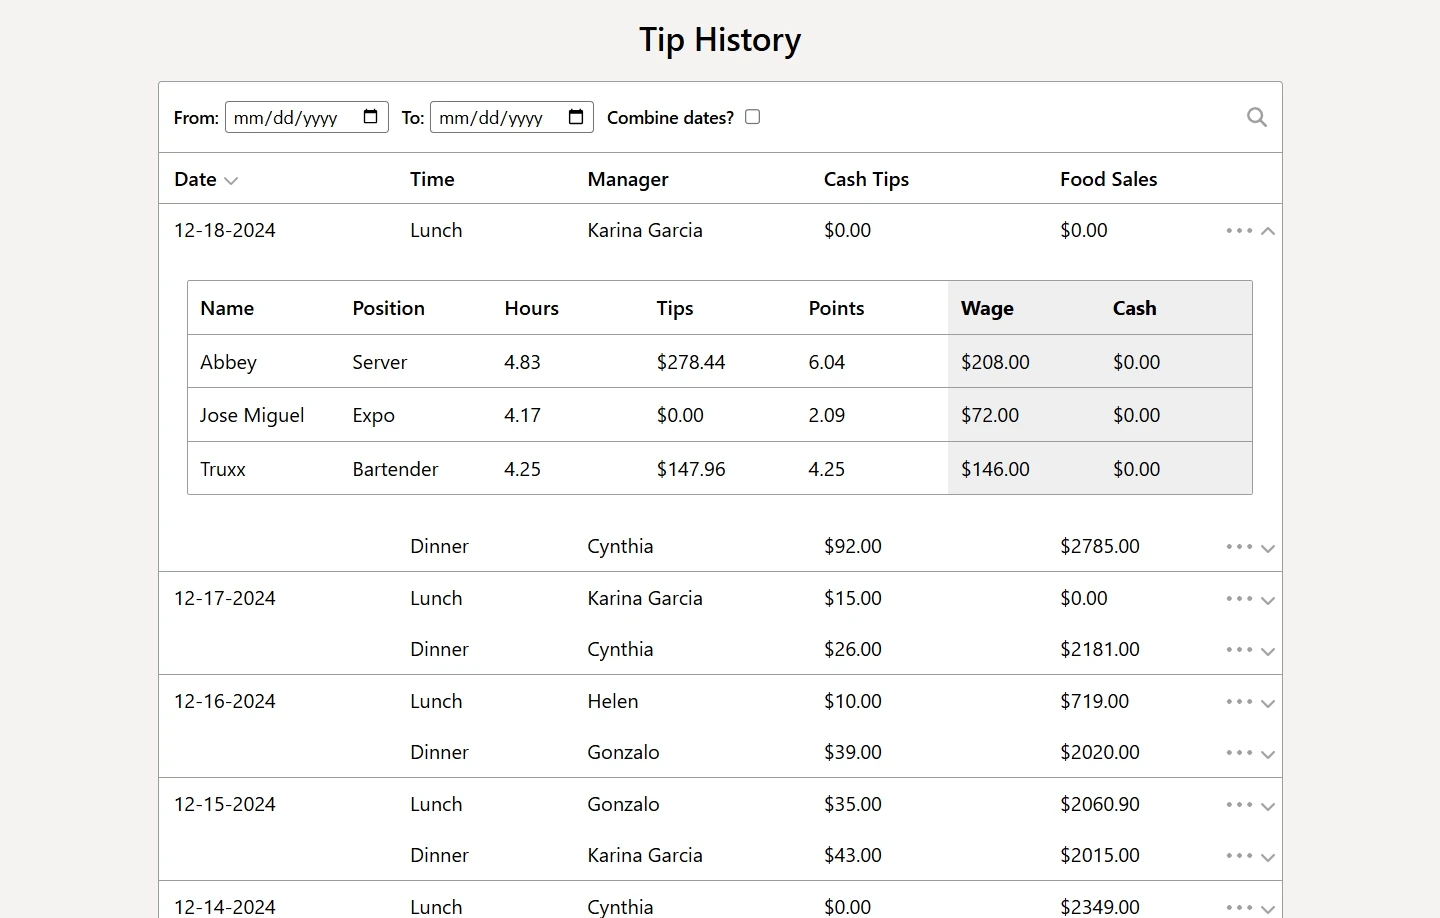 Tip History
From: mm/dd/yyyy To: mm/dd/yyyy Combine dates?
Date Time Manager Cash Tips Food Sales
12-18-2024 Lunch Karina Garcia $0.00 $0.00
Name Position Hours Tips Points Wage Cash
Abbey Server 4.83 $278.44 6.04 $208.00 $0.00
Jose Miguel Expo 4.17 $0.00 2.09 $72.00 $0.00
Truxx Bartender 4.25 $147.96 4.25 $146.00 $0.00
Dinner Cynthia $92.00 $2785.00
12-17-2024 Lunch Karina Garcia $15.00 $0.00
Dinner Cynthia $26.00 $2181.00
12-16-2024 Lunch Helen $10.00 $719.00
Dinner Gonzalo $39.00 $2020.00
12-15-2024 Lunch Gonzalo $35.00 $2060.90
Dinner Karina Garcia $43.00 $2015.00
12-14-2024 Lunch Cynthia $0.00 $2349.00